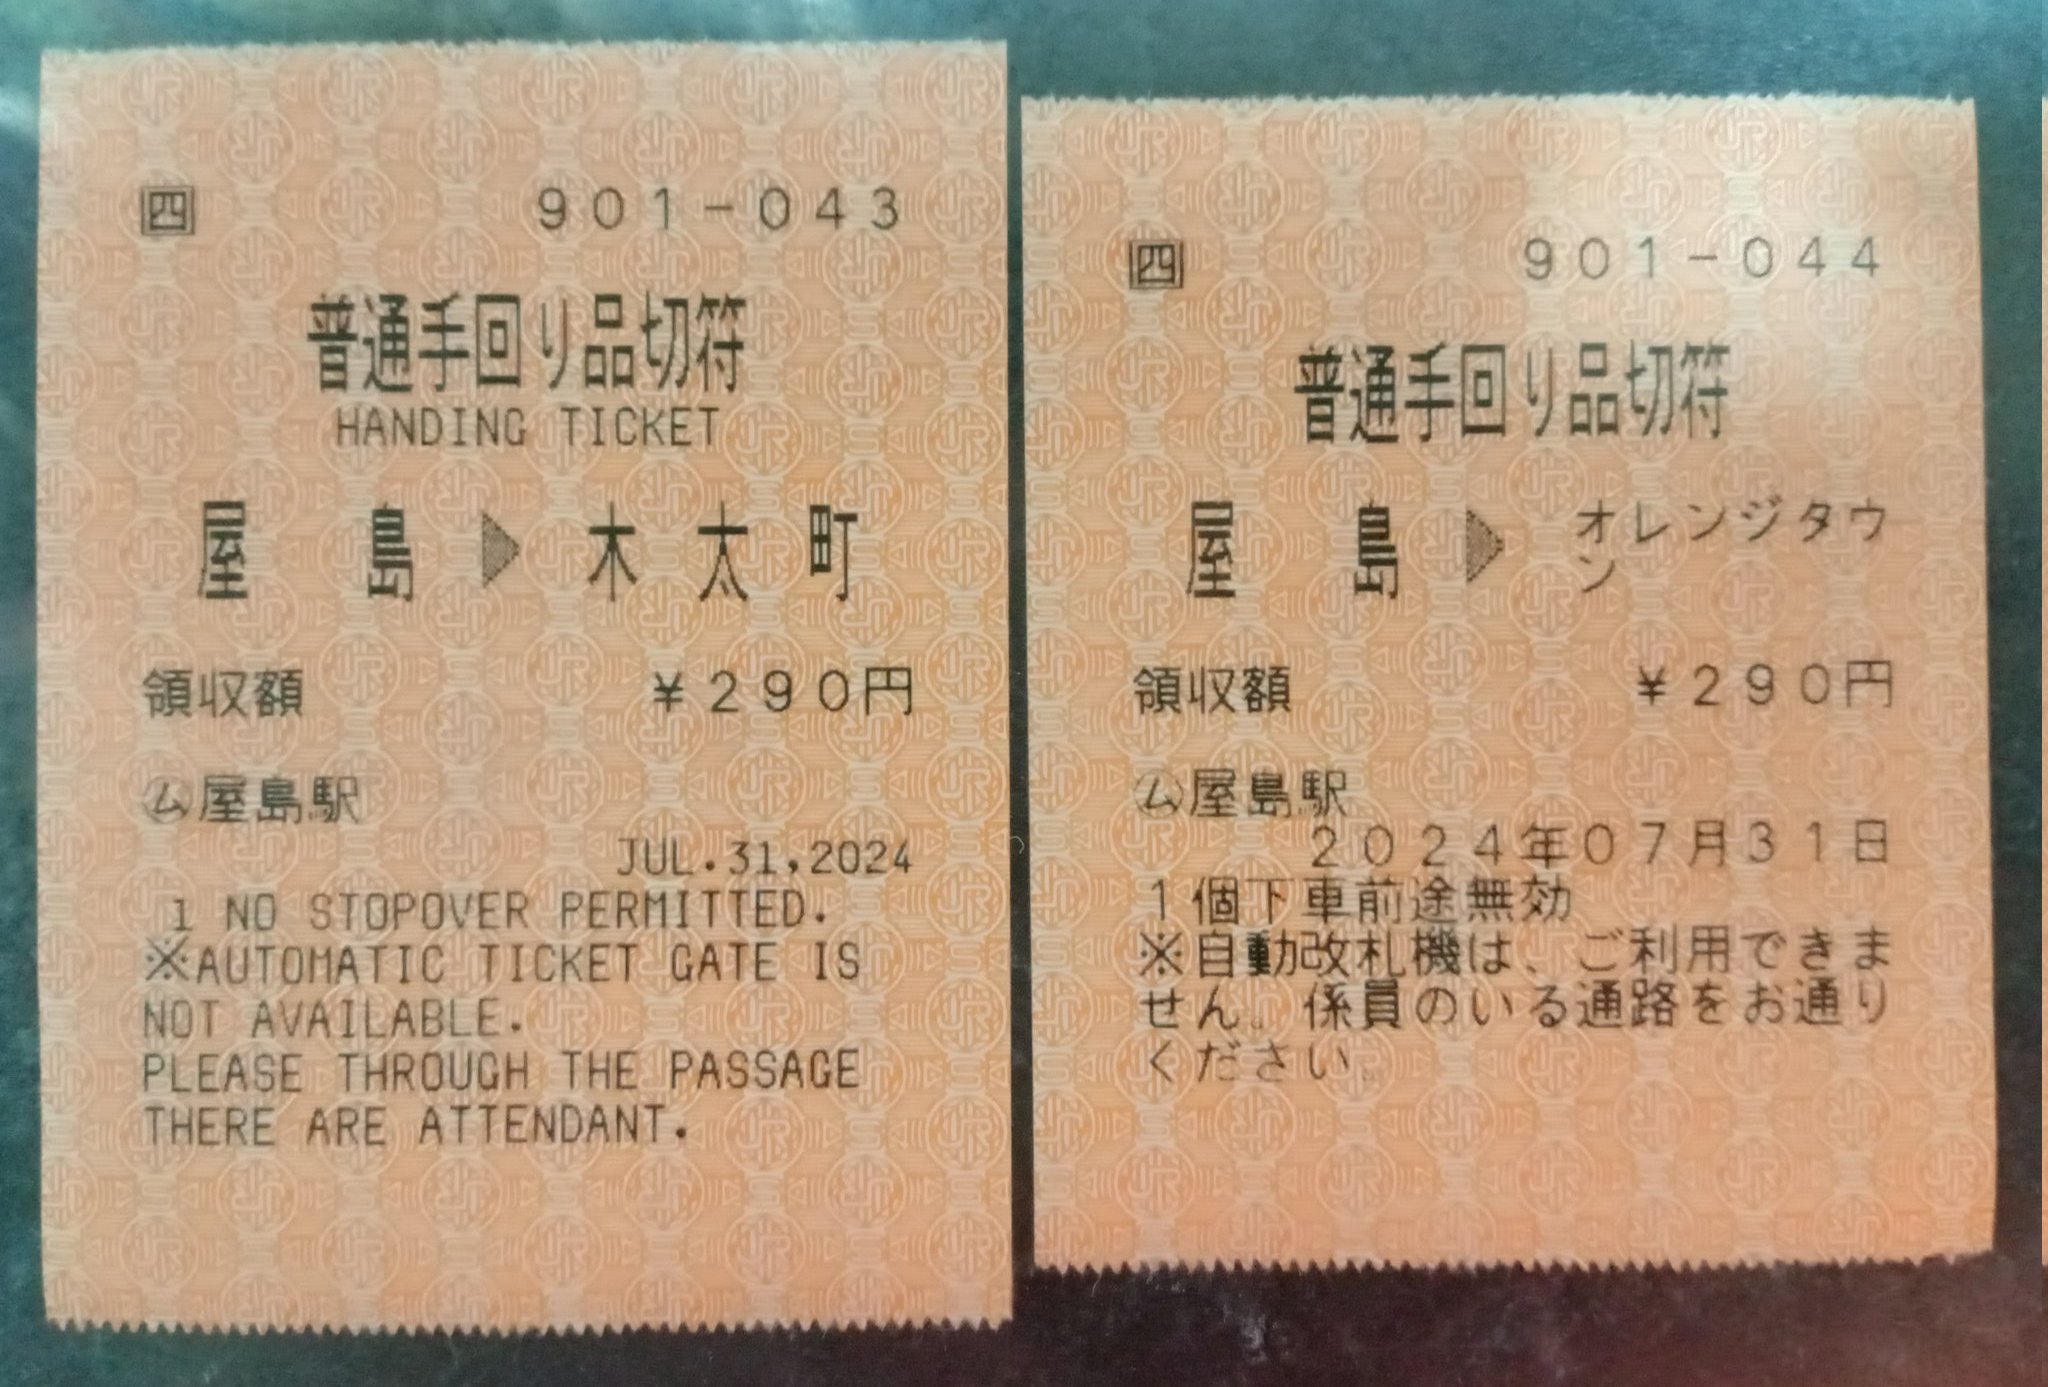 四 901-043
普通手回り品切符
HANDING TICKET
屋島▶木太町
領収額 ¥290円
㋰屋島駅
JUL.31,2024
1 NO STOPOVER PERMITTED.
※AUTOMATIC TICKET GATE IS
NOT AVAILABLE.
PLEASE THROUGH THE PASSAGE
THERE ARE ATTENDANT.
四 901-044
普通手回り品切符
屋島▶オレンジタウ
ン
領収額 ¥290円
㋰屋島駅
2024年07月31日
1個下車前途無効
※自動改札機は、ご利用できま
せん。係員のいる通路をお通り
ください。